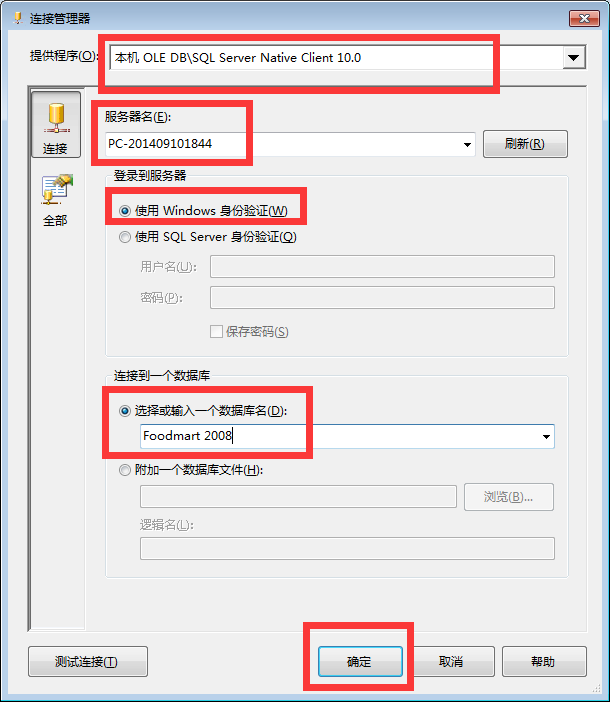 连接管理器
提供程序(O):
本机 OLE DB\SQL Server Native Client 10.0
连接
全部
服务器名(E):
PC-201409101844
刷新(R)
登录到服务器
使用 Windows 身份验证(W)
使用 SQL Server 身份验证(Q)
用户名(U):
密码(P):
保存密码(S)
连接到一个数据库
选择或输入一个数据库名(D):
Foodmart 2008
附加一个数据库文件(H):
浏览(B)...
逻辑名(L):
测试连接(T)
确定
取消
帮助